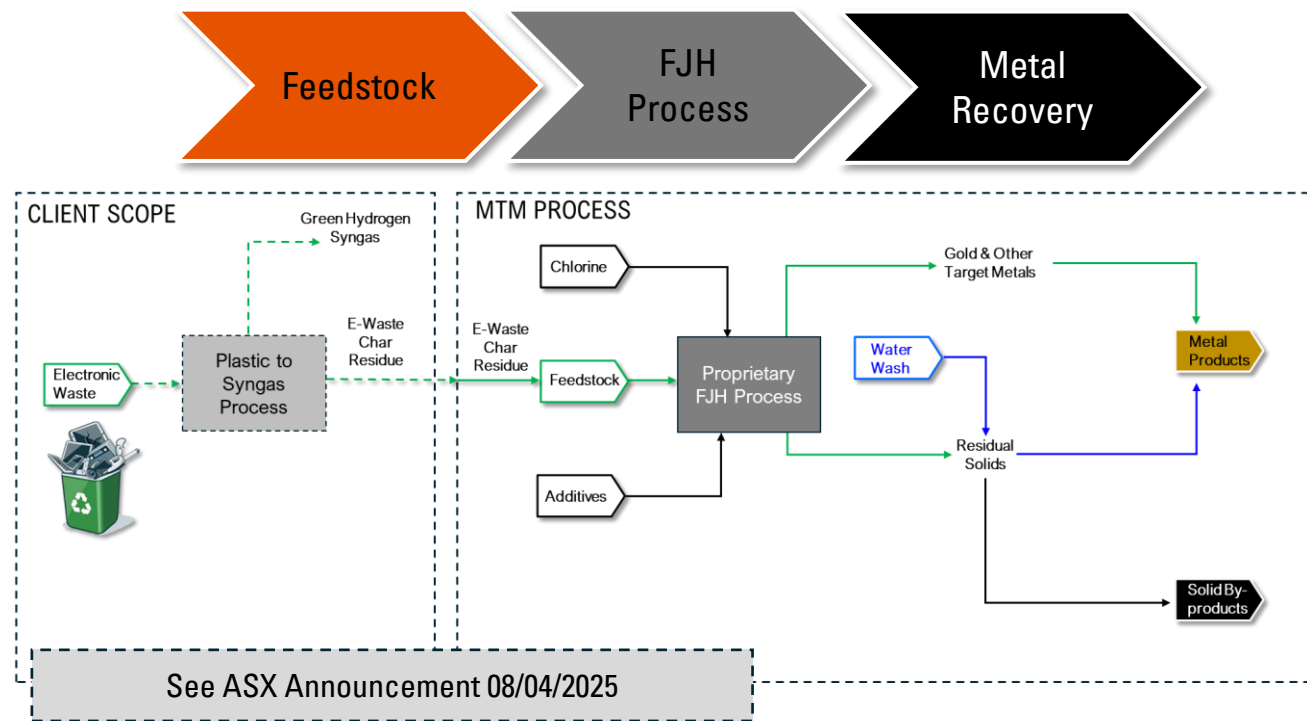 Feedstock
FJH
Process
Metal
Recovery
CLIENT SCOPE
Green Hydrogen
Syngas
Electronic
Waste
Plastic to
Syngas
Process
E-Waste
Char
Residue
MTM PROCESS
Chlorine
E-Waste
Char
Residue
Feedstock
Additives
Proprietary
FJH Process
Gold & Other
Target Metals
Water
Wash
Residual
Solids
Metal
Products
Solid By-
products
See ASX Announcement 08/04/2025